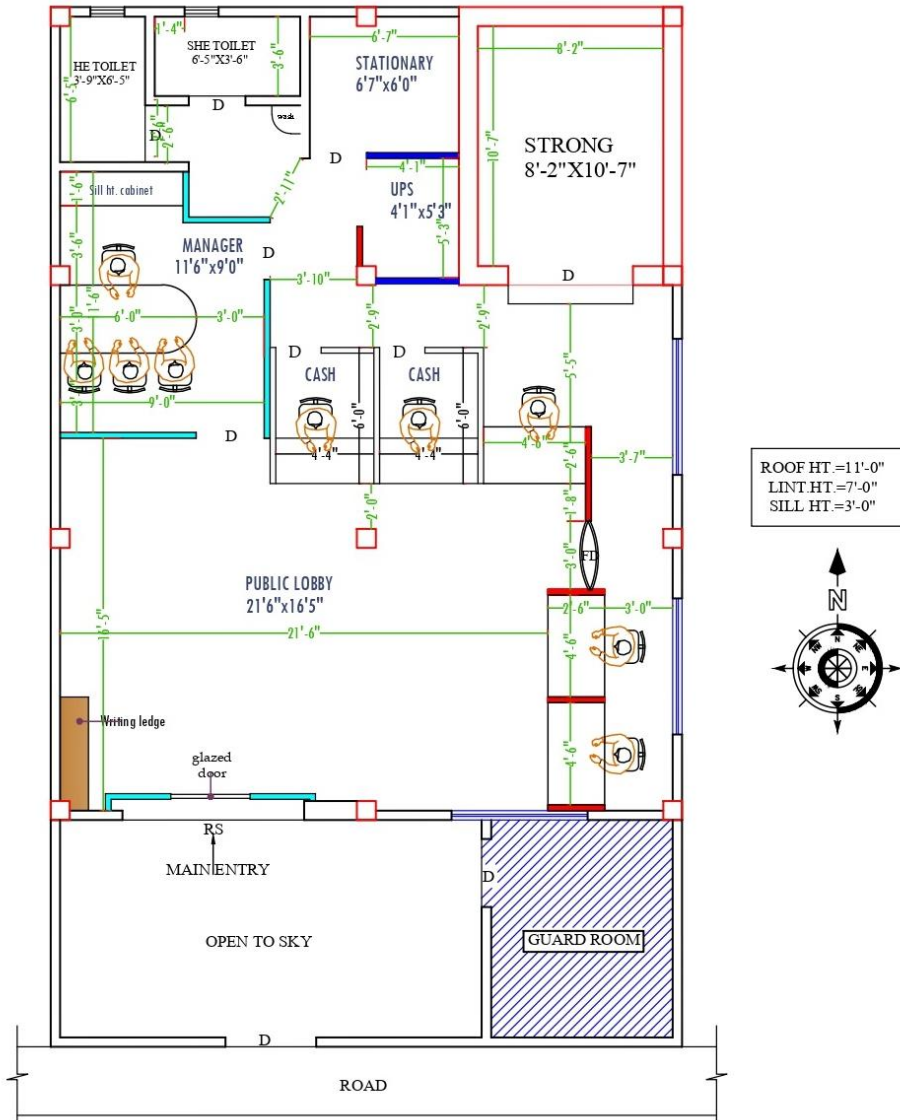 1'-4"
6'-7"
8'-2"
HE TOILET
3'-9"X6'-5"
SHE TOILET
6'-5"X3'-6"
3'-6"
STATIONARY
6'7"x6'0"
6'-5"
D
D
2'-6"
D
STRONG
8'-2"X10'-7"
10'-7"
4'-1"
UPS
4'1"x5'3"
5'-3"
2'-11"
1'-6"
Sill ht. cabinet
MANAGER
11'6"x9'0"
D
D
3'-6"
3'-10"
11'-6"
6'-0"
3'-0"
3'-0"
2'-9"
2'-9"
5'-5"
D
CASH
D
CASH
9'-0"
6'-0"
6'-0"
D
4'-4"
4'-4"
4'-6"
2'-6"
3'-7"
2'-0"
1'-8"
3'-0"
FD
PUBLIC LOBBY
21'6"x16'5"
21'-6"
16'-5"
2'-6"
3'-0"
4'-6"
4'-6"
Writing ledge
glazed
door
RS
MAIN ENTRY
D
OPEN TO SKY
GUARD ROOM
D
ROAD
ROOF HT.=11'-0"
LINT.HT.=7'-0"
SILL HT.=3'-0"
N
N
NW
NE
W
E
SW
SE
S